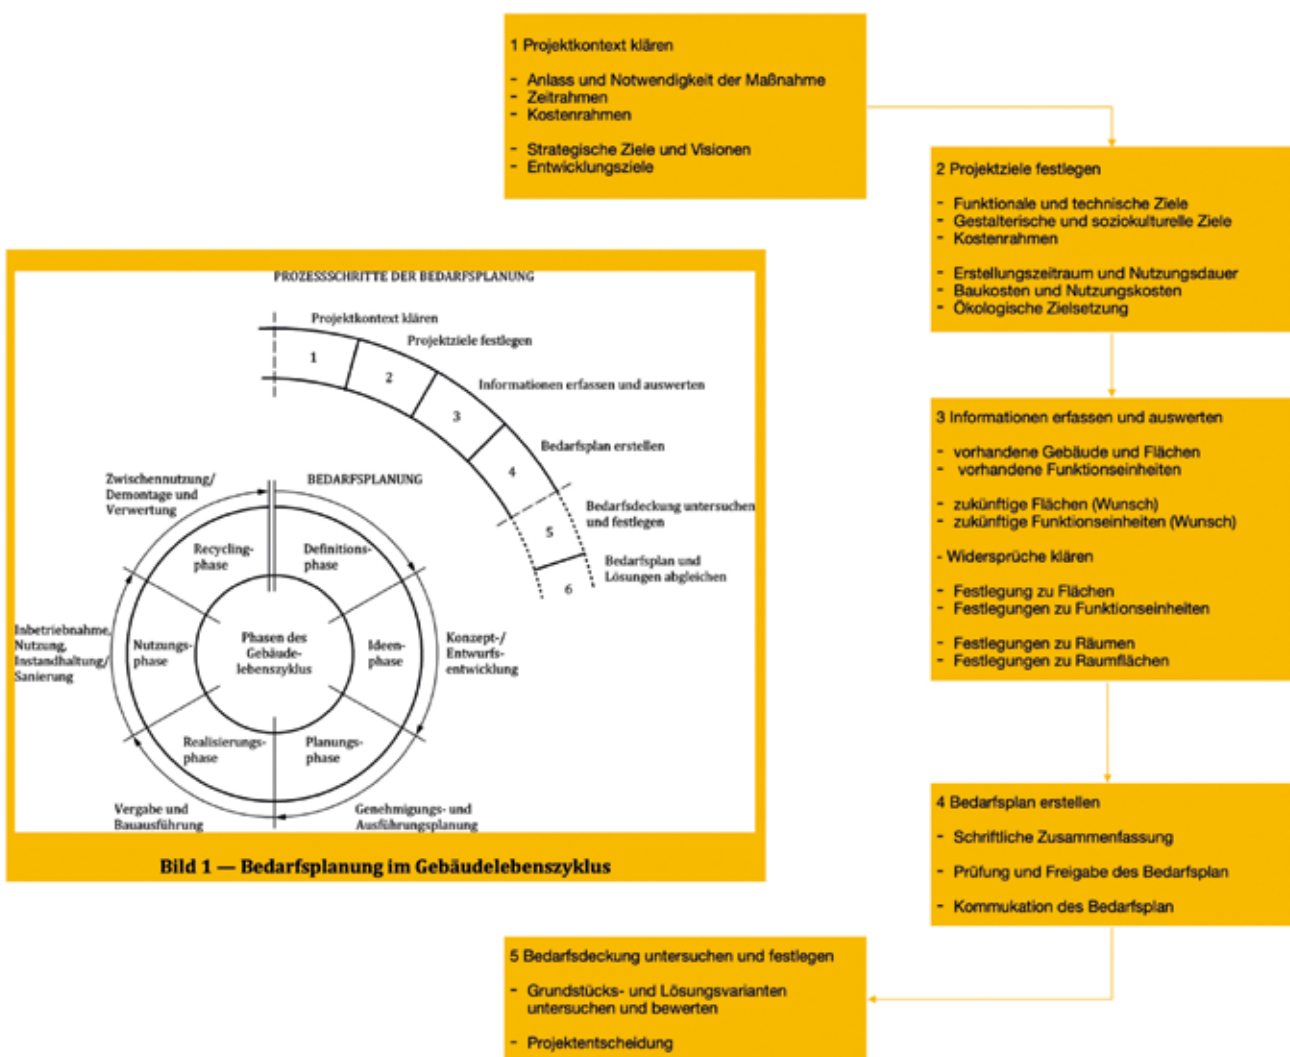 1 Projektkontext klären
- Anlass und Notwendigkeit der Maßnahme
- Zeitrahmen
- Kostenrahmen
- Strategische Ziele und Visionen
- Entwicklungsziele
2 Projektziele festlegen
- Funktionale und technische Ziele
- Gestalterische und soziokulturelle Ziele
- Kostenrahmen
- Erstellungszeitraum und Nutzungsdauer
- Baukosten und Nutzungskosten
- Ökologische Zielsetzung
PROZESSSCHRITTE DER BEDARFSPLANUNG
Projektkontext klären
Projektziele festlegen
Informationen erfassen und auswerten
Bedarfsplan erstellen
Bedarfsdeckung untersuchen
und festlegen
Bedarfsplan und
Lösungen abgleichen
1
2
3
4
5
6
Zwischennutzung/
Demontage und
Verwertung
BEDARFSPLANUNG
Recycling-
phase
Definitions-
phase
Inbetriebnahme,
Nutzung,
Instandhaltung/
Sanierung
Nutzungs-
phase
Phasen des
Gebäude-
lebenszyklus
Ideen-
phase
Konzept-/
Entwurfs-
entwicklung
Realisierungs-
phase
Planungs-
phase
Vergabe und
Bauausführung
Genehmigungs- und
Ausführungsplanung
Bild 1 — Bedarfsplanung im Gebäudelebenszyklus
3 Informationen erfassen und auswerten
- vorhandene Gebäude und Flächen
- vorhandene Funktionseinheiten
- zukünftige Flächen (Wunsch)
- zukünftige Funktionseinheiten (Wunsch)
- Widersprüche klären
- Festlegung zu Flächen
- Festlegungen zu Funktionseinheiten
- Festlegungen zu Räumen
- Festlegungen zu Raumflächen
4 Bedarfsplan erstellen
- Schriftliche Zusammenfassung
- Prüfung und Freigabe des Bedarfsplan
- Kommukation des Bedarfsplan
5 Bedarfsdeckung untersuchen und festlegen
- Grundstücks- und Lösungsvarianten
untersuchen und bewerten
- Projektentscheidung